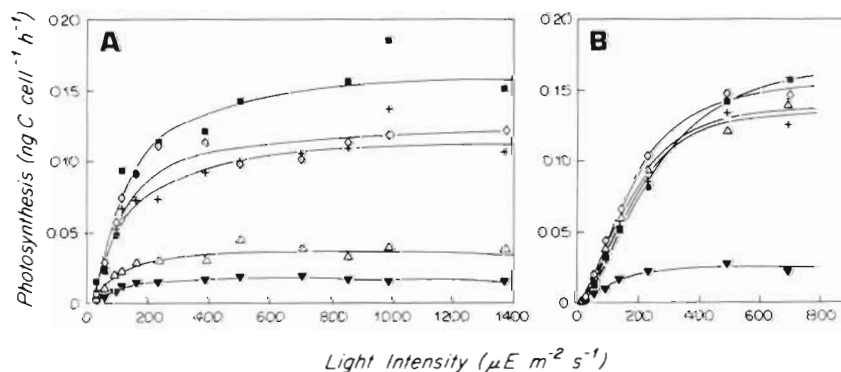 A
B
Photosynthesis (ng C cell⁻¹ h⁻¹)
0.20
0.15
0.10
0.05
0
0 200 400 600 800 1000 1200 1400
0.20
0.15
0.10
0.05
0
0 200 400 600 800
Light Intensity (μE m⁻² s⁻¹)